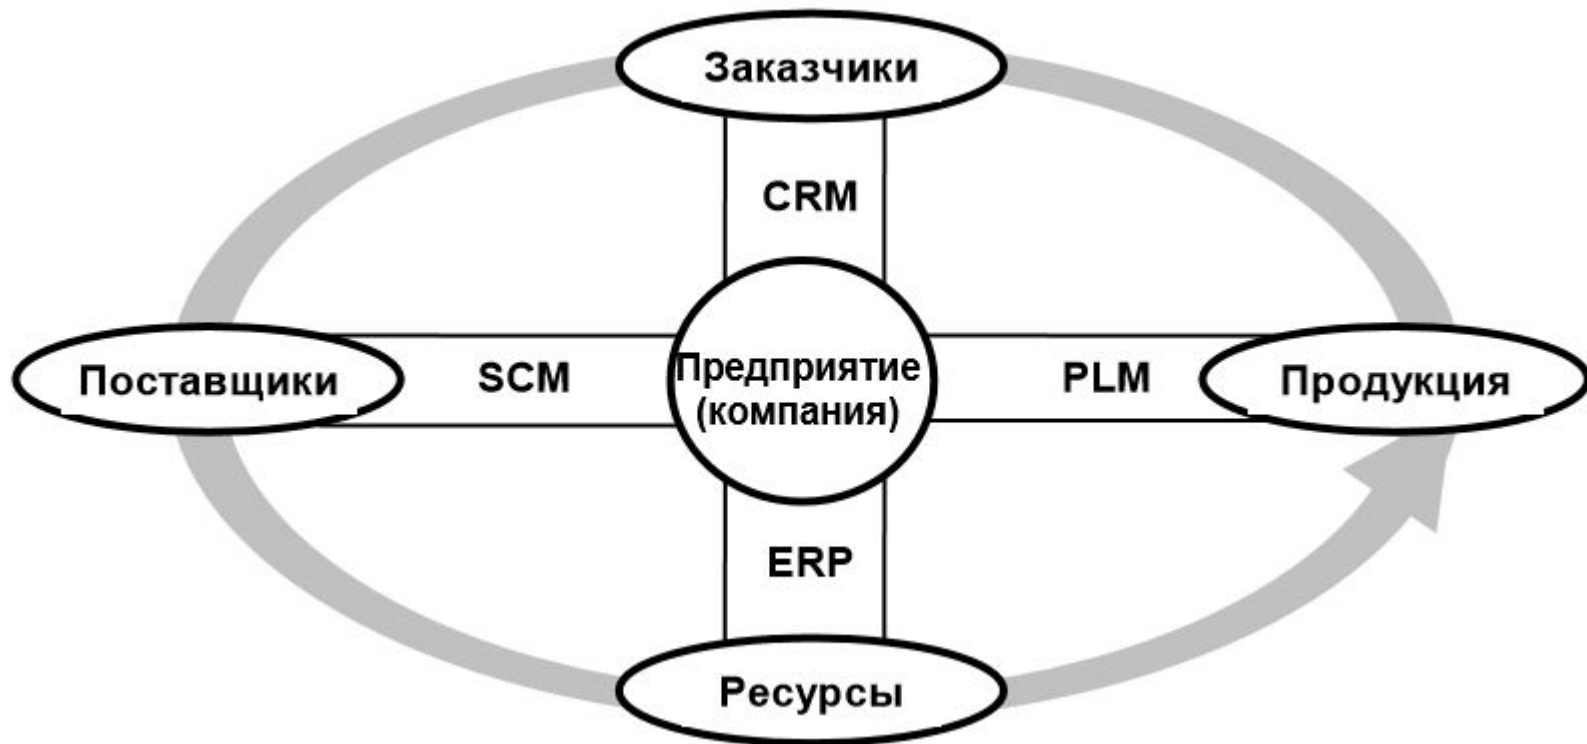 Заказчики
CRM
Поставщики
SCM
Предприятие
(компания)
PLM
Продукция
ERP
Ресурсы